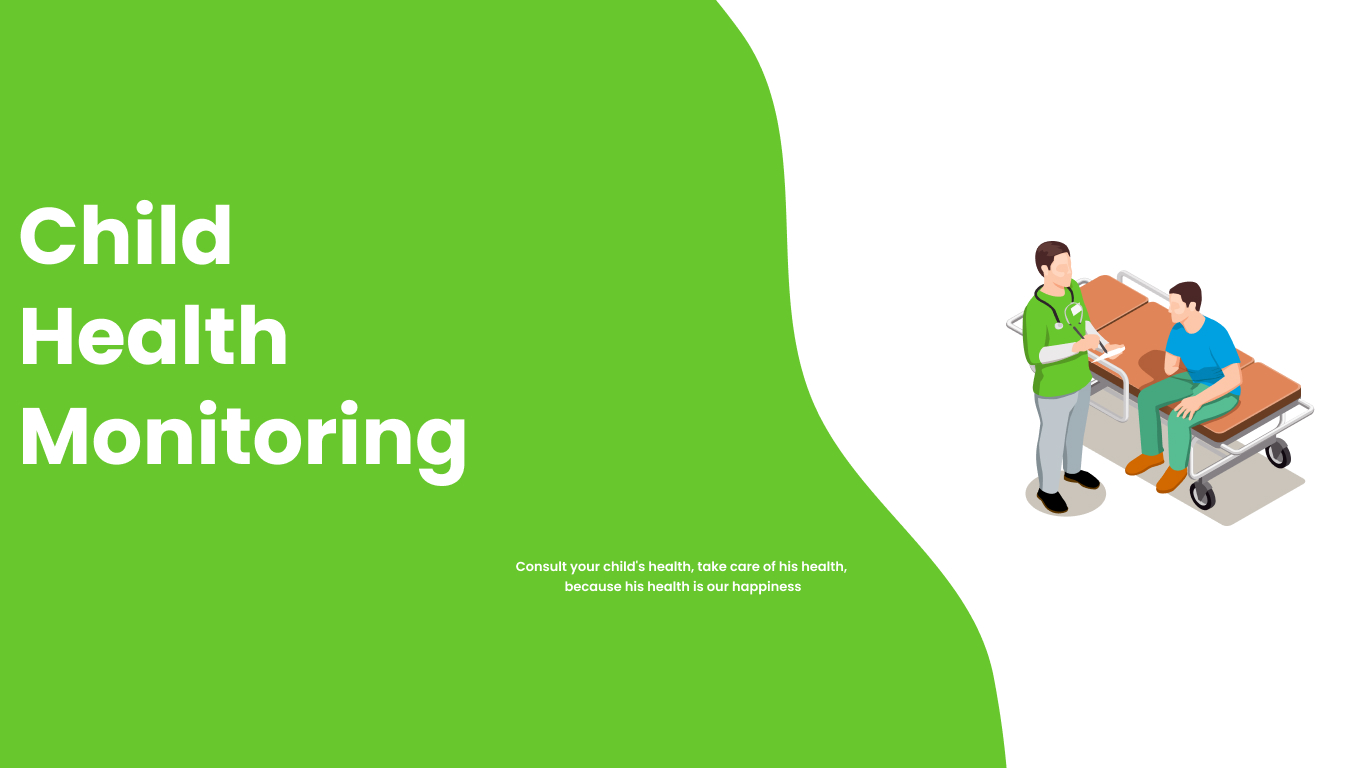 Child
Health
Monitoring
Consult your child's health, take care of his health,
because his health is our happiness